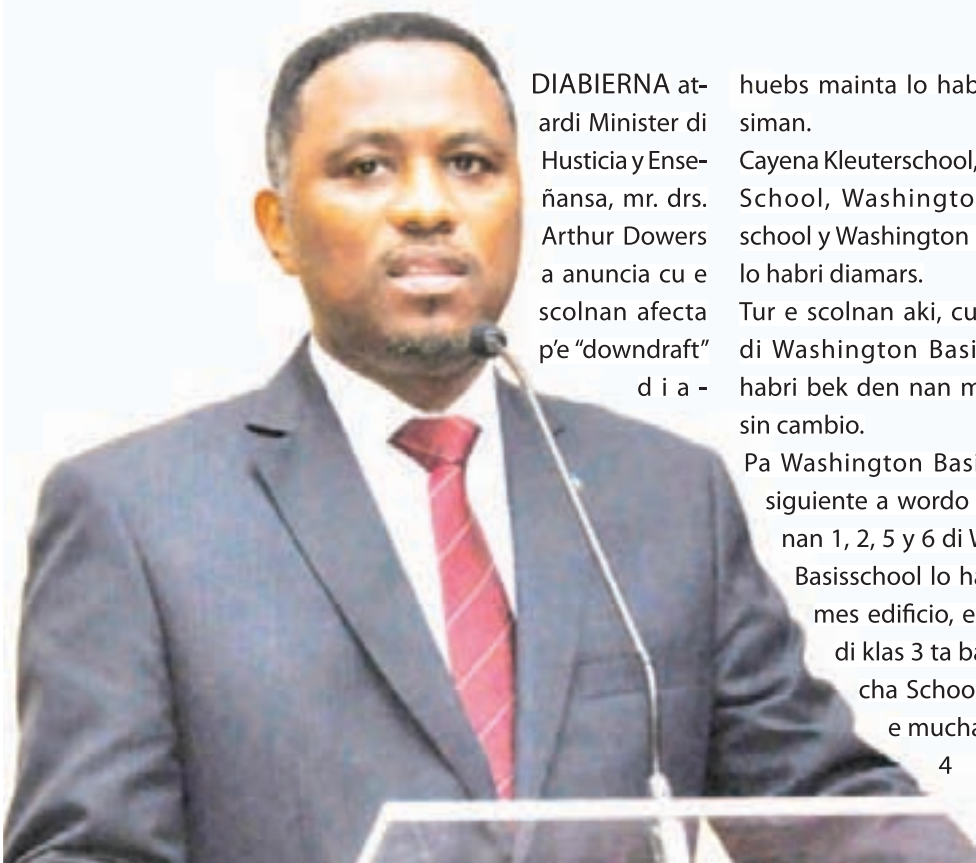 DIABIERNA at-
ardi Minister di
Husticia y Ense-
ñansa, mr. drs.
Arthur Dowers
a anuncia cu e
scolnan afecta
p’e “downdraft”
d i a -
huebs mainta lo hab
siman.
Cayena Kleuterschool,
School, Washingto
school y Washington
lo habri diamars.
Tur e scolnan aki, cu
di Washington Basi
habri bek den nan m
sin cambio.
Pa Washington Basi
siguiente a wordo
nan 1, 2, 5 y 6 di W
Basisschool lo ha
mes edificio, e
di klas 3 ta ba
cha Schoo
e mucha
4